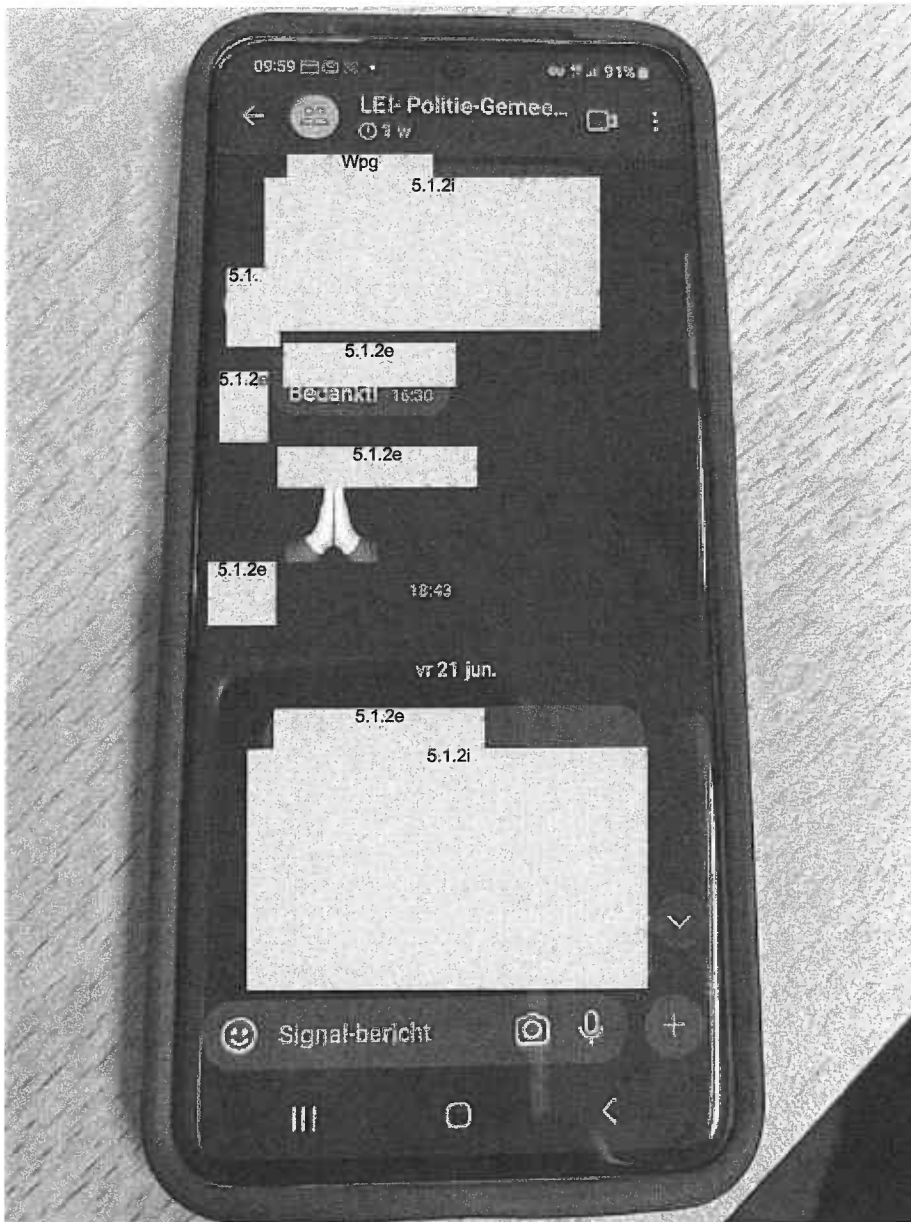 09:59
91%
LEI- Politie-Gemee...
1 w
Wpg
5.1.2i
5.1.
5.1.2e
5.1.2e
Bedankt! 16:30
5.1.2e
5.1.2e
18:43
vr 21 jun.
5.1.2e
5.1.2i
Signal-bericht